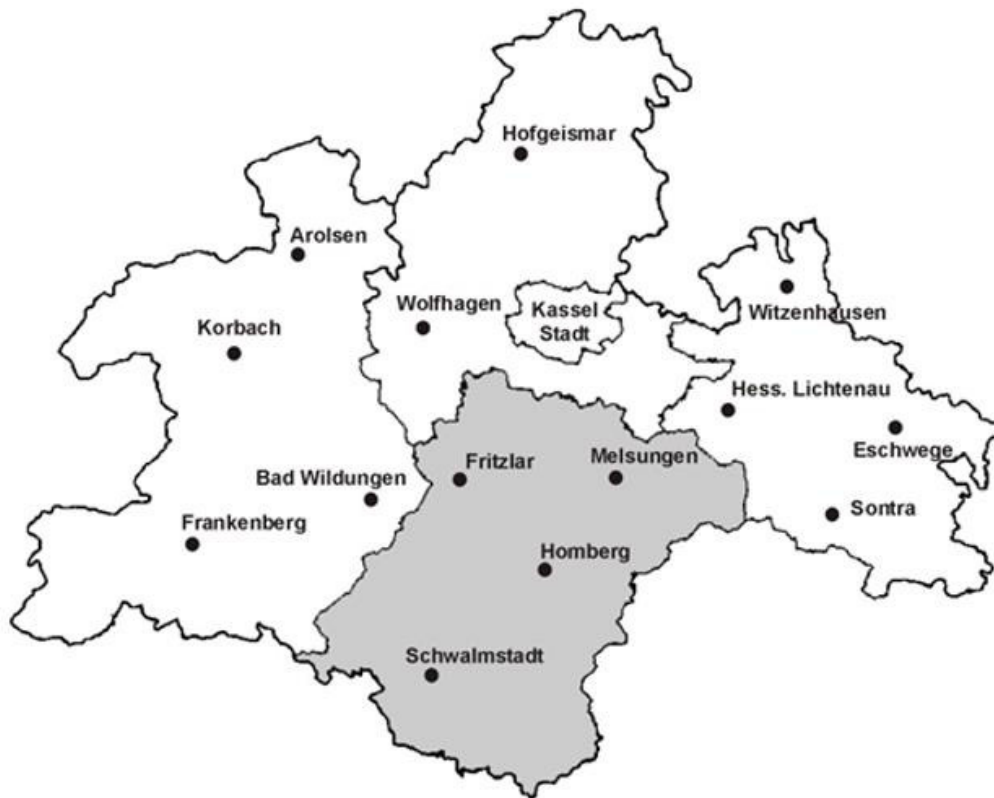 Hofgeismar
Arolsen
Wolfhagen
Kassel
Stadt
Witzenhausen
Korbach
Hess. Lichtenau
Eschwege
Fritzlar
Melsungen
Bad Wildungen
Sontra
Frankenberg
Homberg
Schwalmstadt